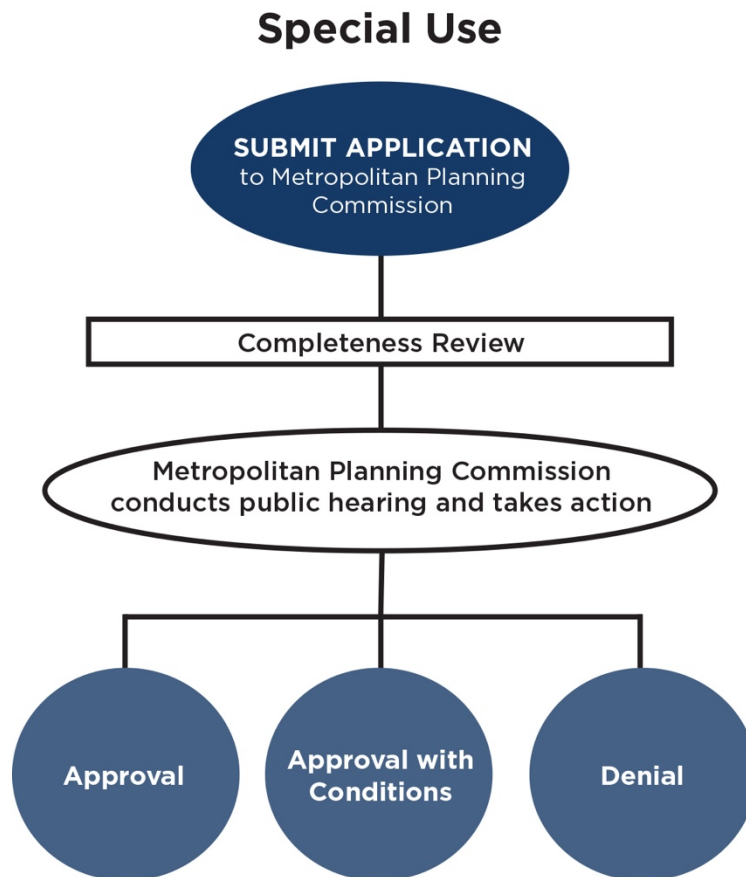 Special Use
SUBMIT APPLICATION
to Metropolitan Planning
Commission
Completeness Review
Metropolitan Planning Commission
conducts public hearing and takes action
Approval
Approval with
Conditions
Denial